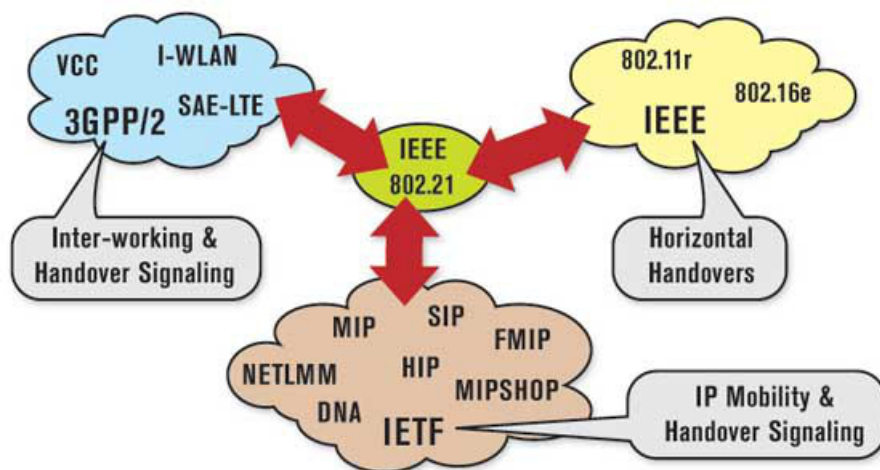 VCC
I-WLAN
SAE-LTE
3GPP/2
Inter-working &
Handover Signaling
IEEE
802.21
802.11r
802.16e
IEEE
Horizontal
Handovers
MIP
SIP
FMIP
NETLMM
HIP
MIPSHOP
DNA
IETF
IP Mobility &
Handover Signaling